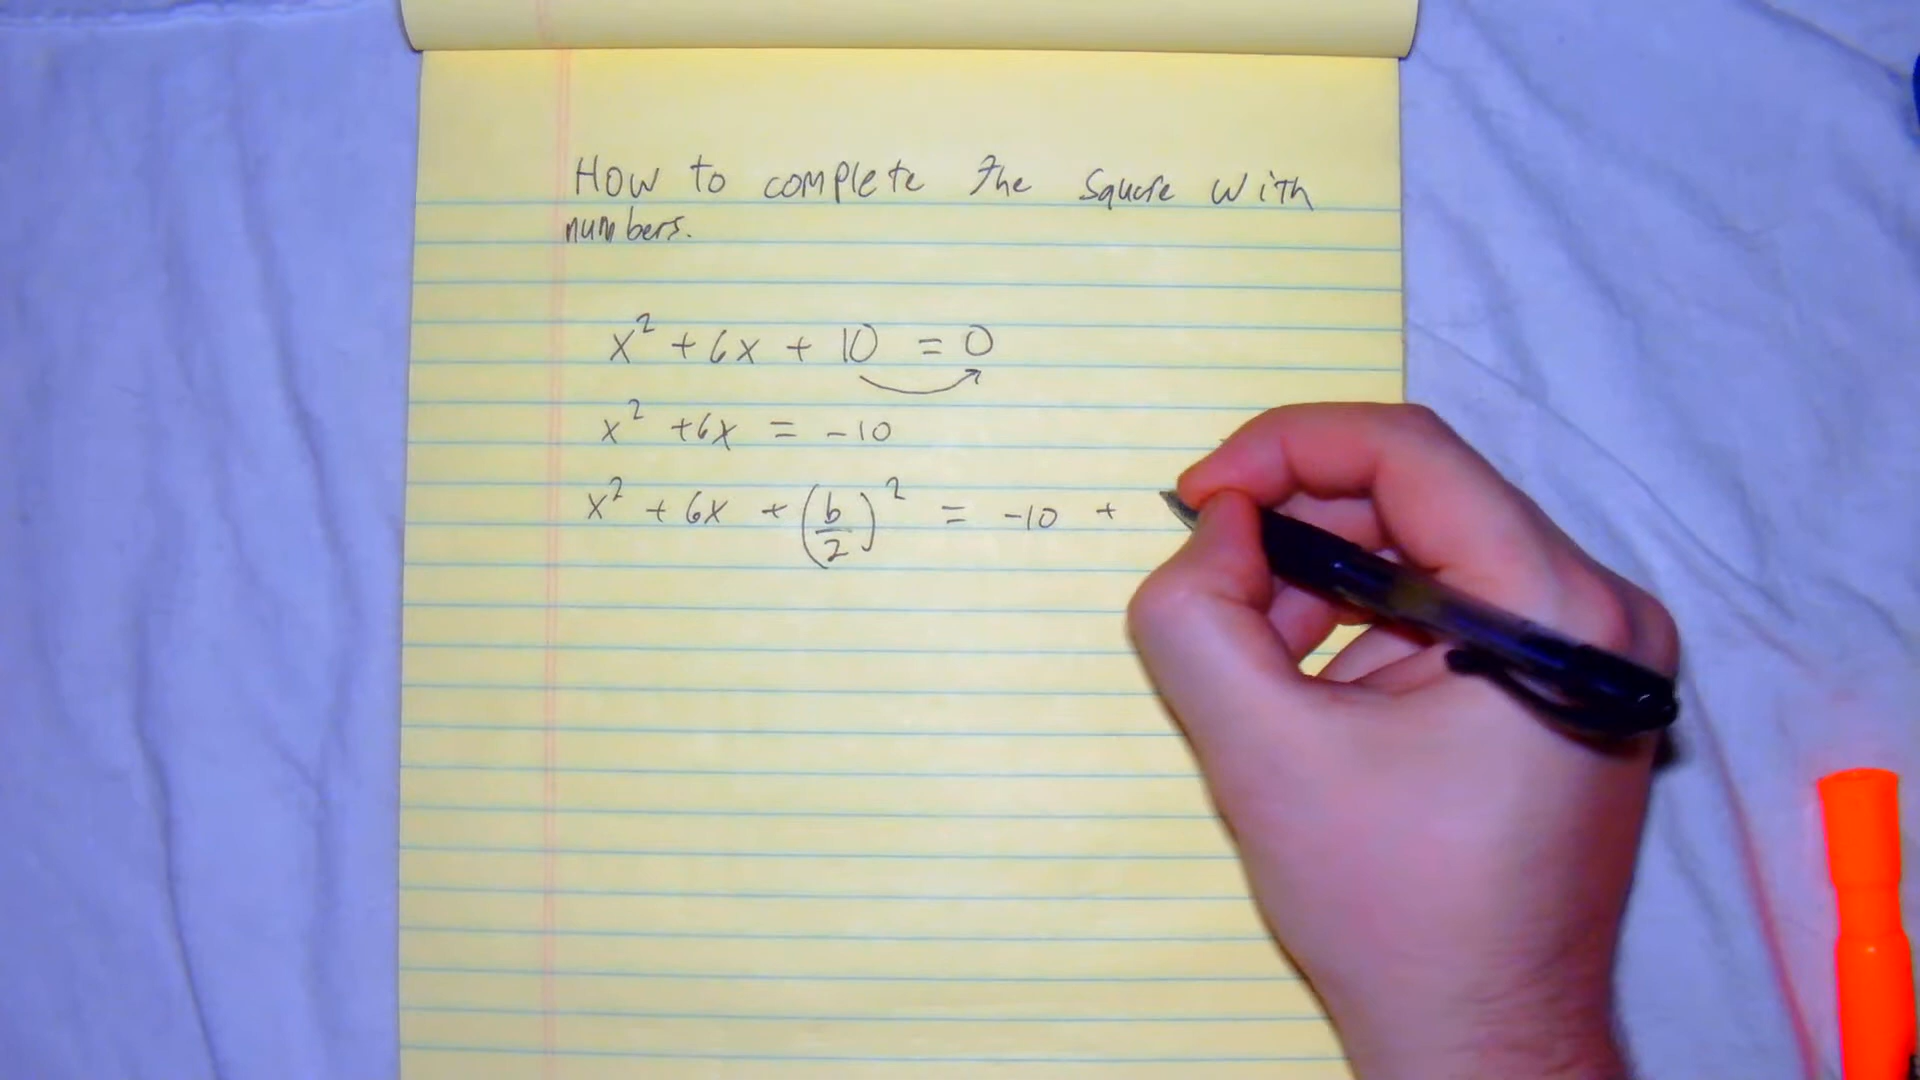 How to complete the square with
numbers.
x² + 6x + 10 = 0
x² + 6x = -10
x² + 6x + (b/2)² = -10 +